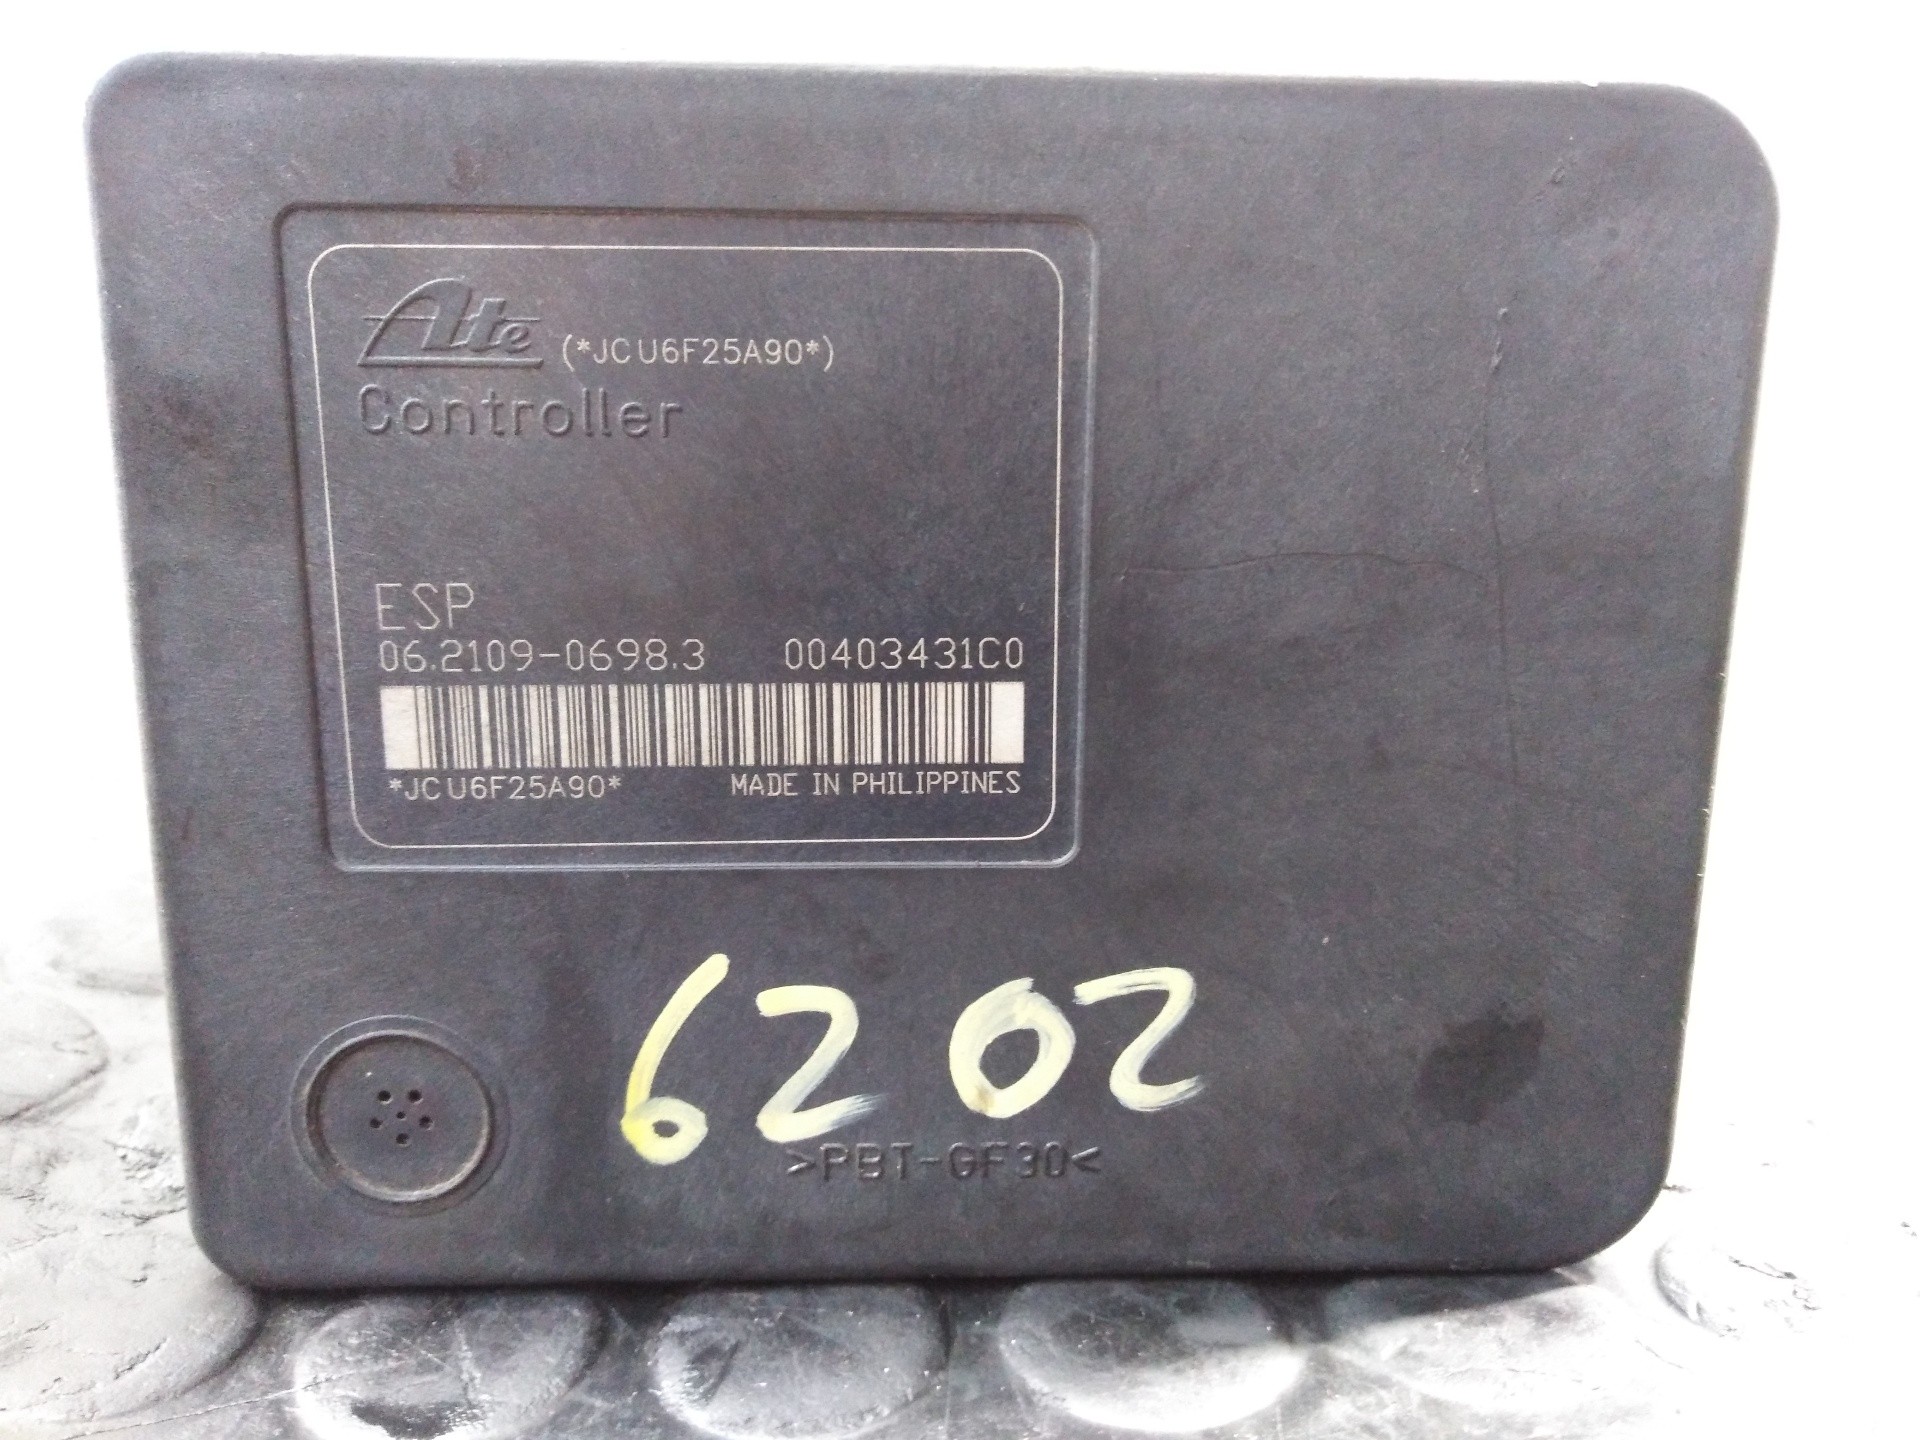 Ate (*JCU6F25A90*)
Controller
ESP
06.2109-0698.3 00403431C0
*JCU6F25A90* MADE IN PHILIPPINES
6202
>PBT-GF30<